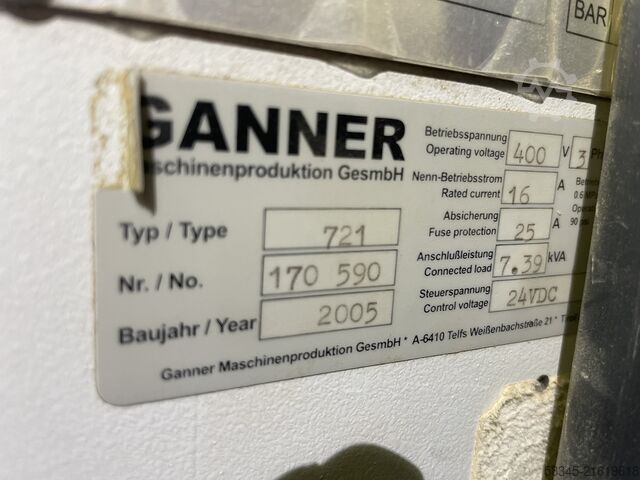 BAR
GANNER
Maschinenproduktion GesmbH
Typ / Type 721
Nr. / No. 170 590
Baujahr / Year 2005
Betriebsspannung
Operating voltage 400 V 3 Ph
Nenn-Betriebsstrom
Rated current 16 A
Absicherung
Fuse protection 25 A
Anschlußleistung
Connected load 7.39 kVA
Steuerspannung
Control voltage 24VDC
Ganner Maschinenproduktion GesmbH * A-6410 Telfs Weißenbachstraße 21 *